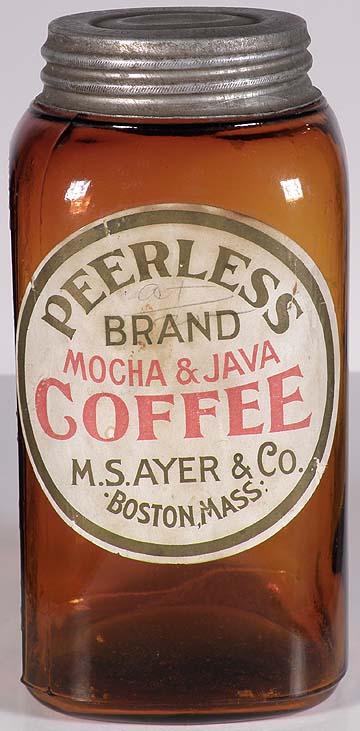 PEERLESS
BRAND
MOCHA & JAVA
COFFEE
M.S. AYER & CO.
·BOSTON, MASS.·